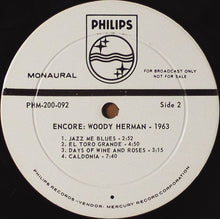 PHILIPS
MONAURAL
FOR BROADCAST ONLY
NOT FOR SALE
PHM-200-092
Side 2
ENCORE: WOODY HERMAN - 1963
1. JAZZ ME BLUES - 2:52
2. EL TORO GRANDE - 4:30
3. DAYS OF WINE AND ROSES - 3:15
4. CALDONIA - 7:40
PHILIPS RECORDS • VENDOR: MERCURY RECORD CORPORATION